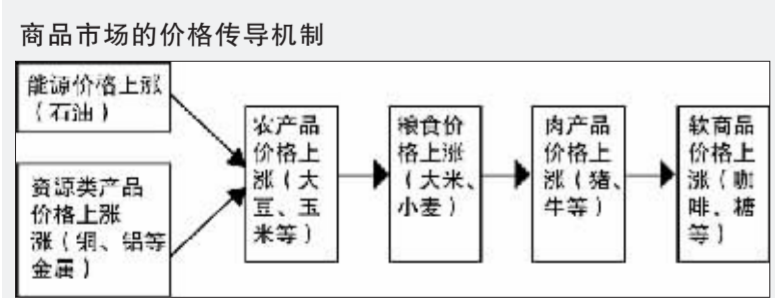 商品市场的价格传导机制
能源价格上涨
（石油）
资源类产品
价格上涨
涨（铜、铝等
金属）
农产品
价格上
涨（大
豆、玉
米等）
粮食价
格上涨
（大米、
小麦）
肉产品
价格上
涨（猪、
牛等）
软商品
价格上
涨（咖
啡、糖
等）